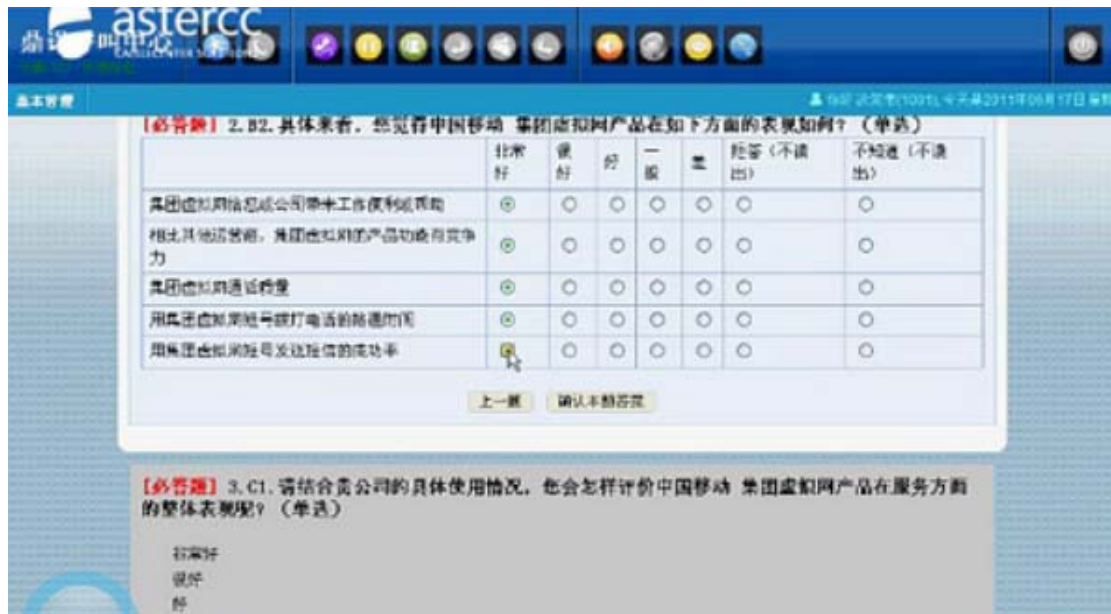 astercc
基本管理
【必答题】2.B2.具体来看，您觉得中国移动 集团虚拟网产品在如下方面的表现如何？（单选）
非常好 很好 好 一般 差 拒答（不读出） 不知道（不读出）
集团虚拟网给您或公司带来工作便利或帮助
相比其他运营商，集团虚拟网的产品功能有竞争力
集团虚拟网通话质量
用集团虚拟网短号拨打电话的接通时间
用集团虚拟网短号发送短信的成功率
上一题 确认本题答案
【必答题】3.C1.请结合贵公司的具体使用情况，您会怎样评价中国移动 集团虚拟网产品在服务方面
的整体表现呢？（单选）
非常好
很好
好